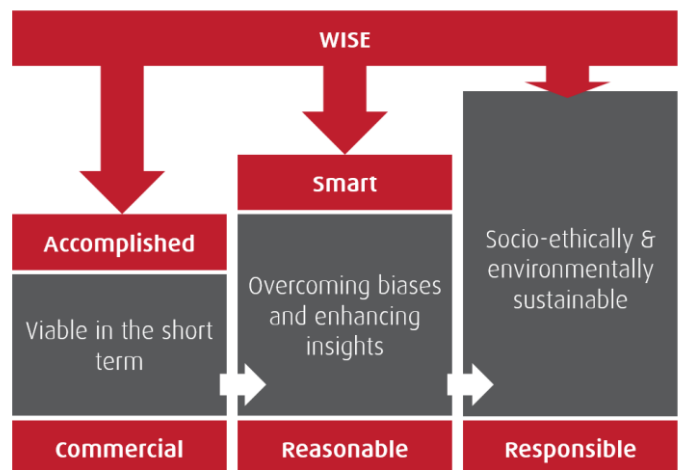 WISE
Accomplished
Viable in the short
term
Commercial
Smart
Overcoming biases
and enhancing
insights
Reasonable
Socio-ethically &
environmentally
sustainable
Responsible